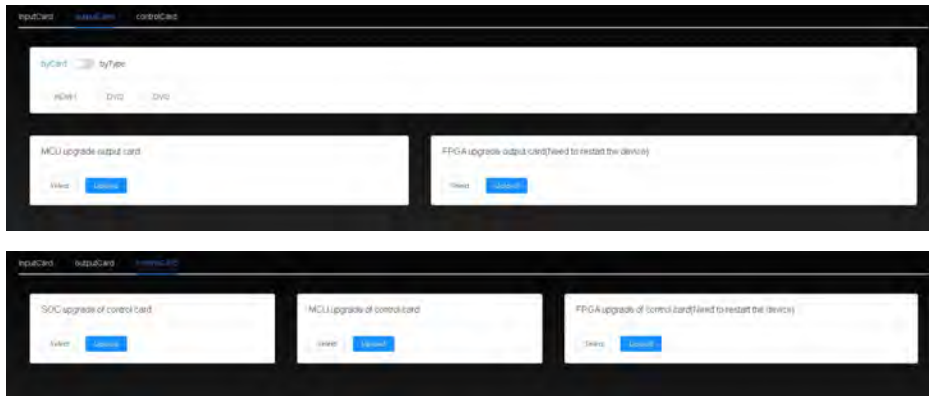 inputCard outputCard controlCard
byCard byType
HDMI1 DVI2 DVI3
MCU upgrade output card
FPGA upgrade output card(Need to restart the device)
Select Upload
Select Upload
inputCard outputCard controlCard
SOC upgrade of control card
MCU upgrade of control card
FPGA upgrade of control card(Need to restart the device)
Select Upload
Select Upload
Select Upload